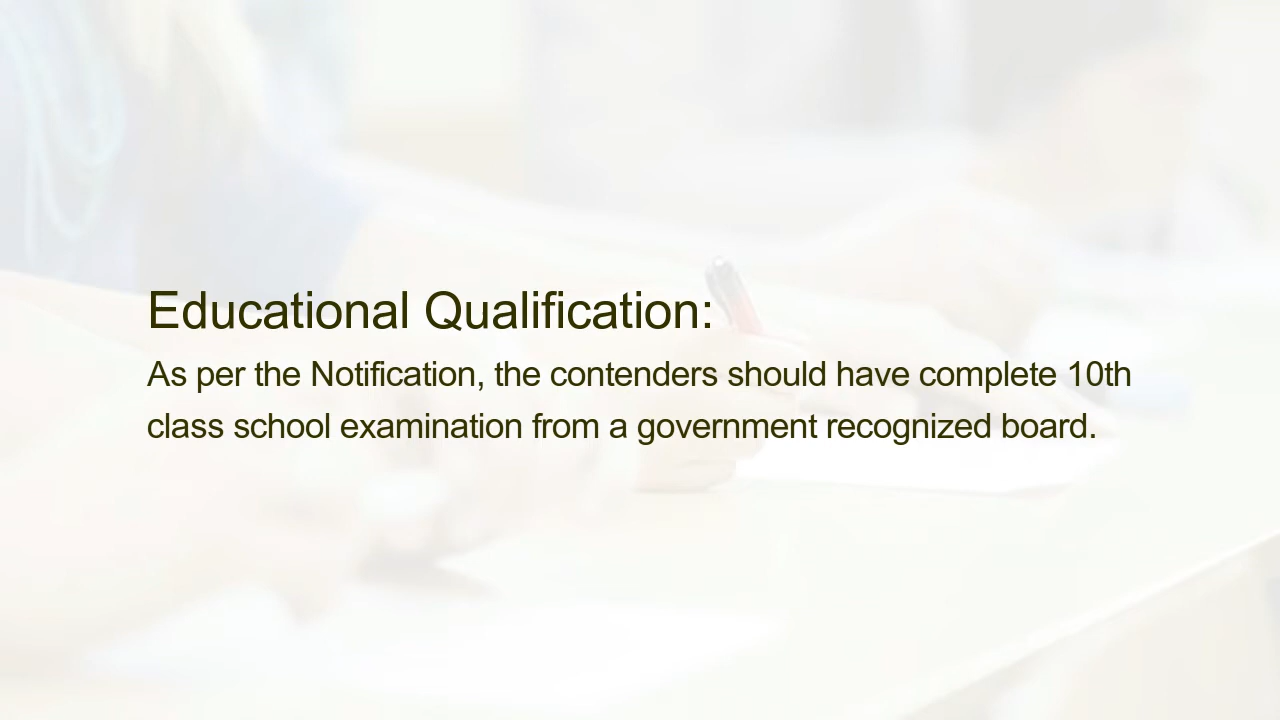 Educational Qualification:
As per the Notification, the contenders should have complete 10th
class school examination from a government recognized board.